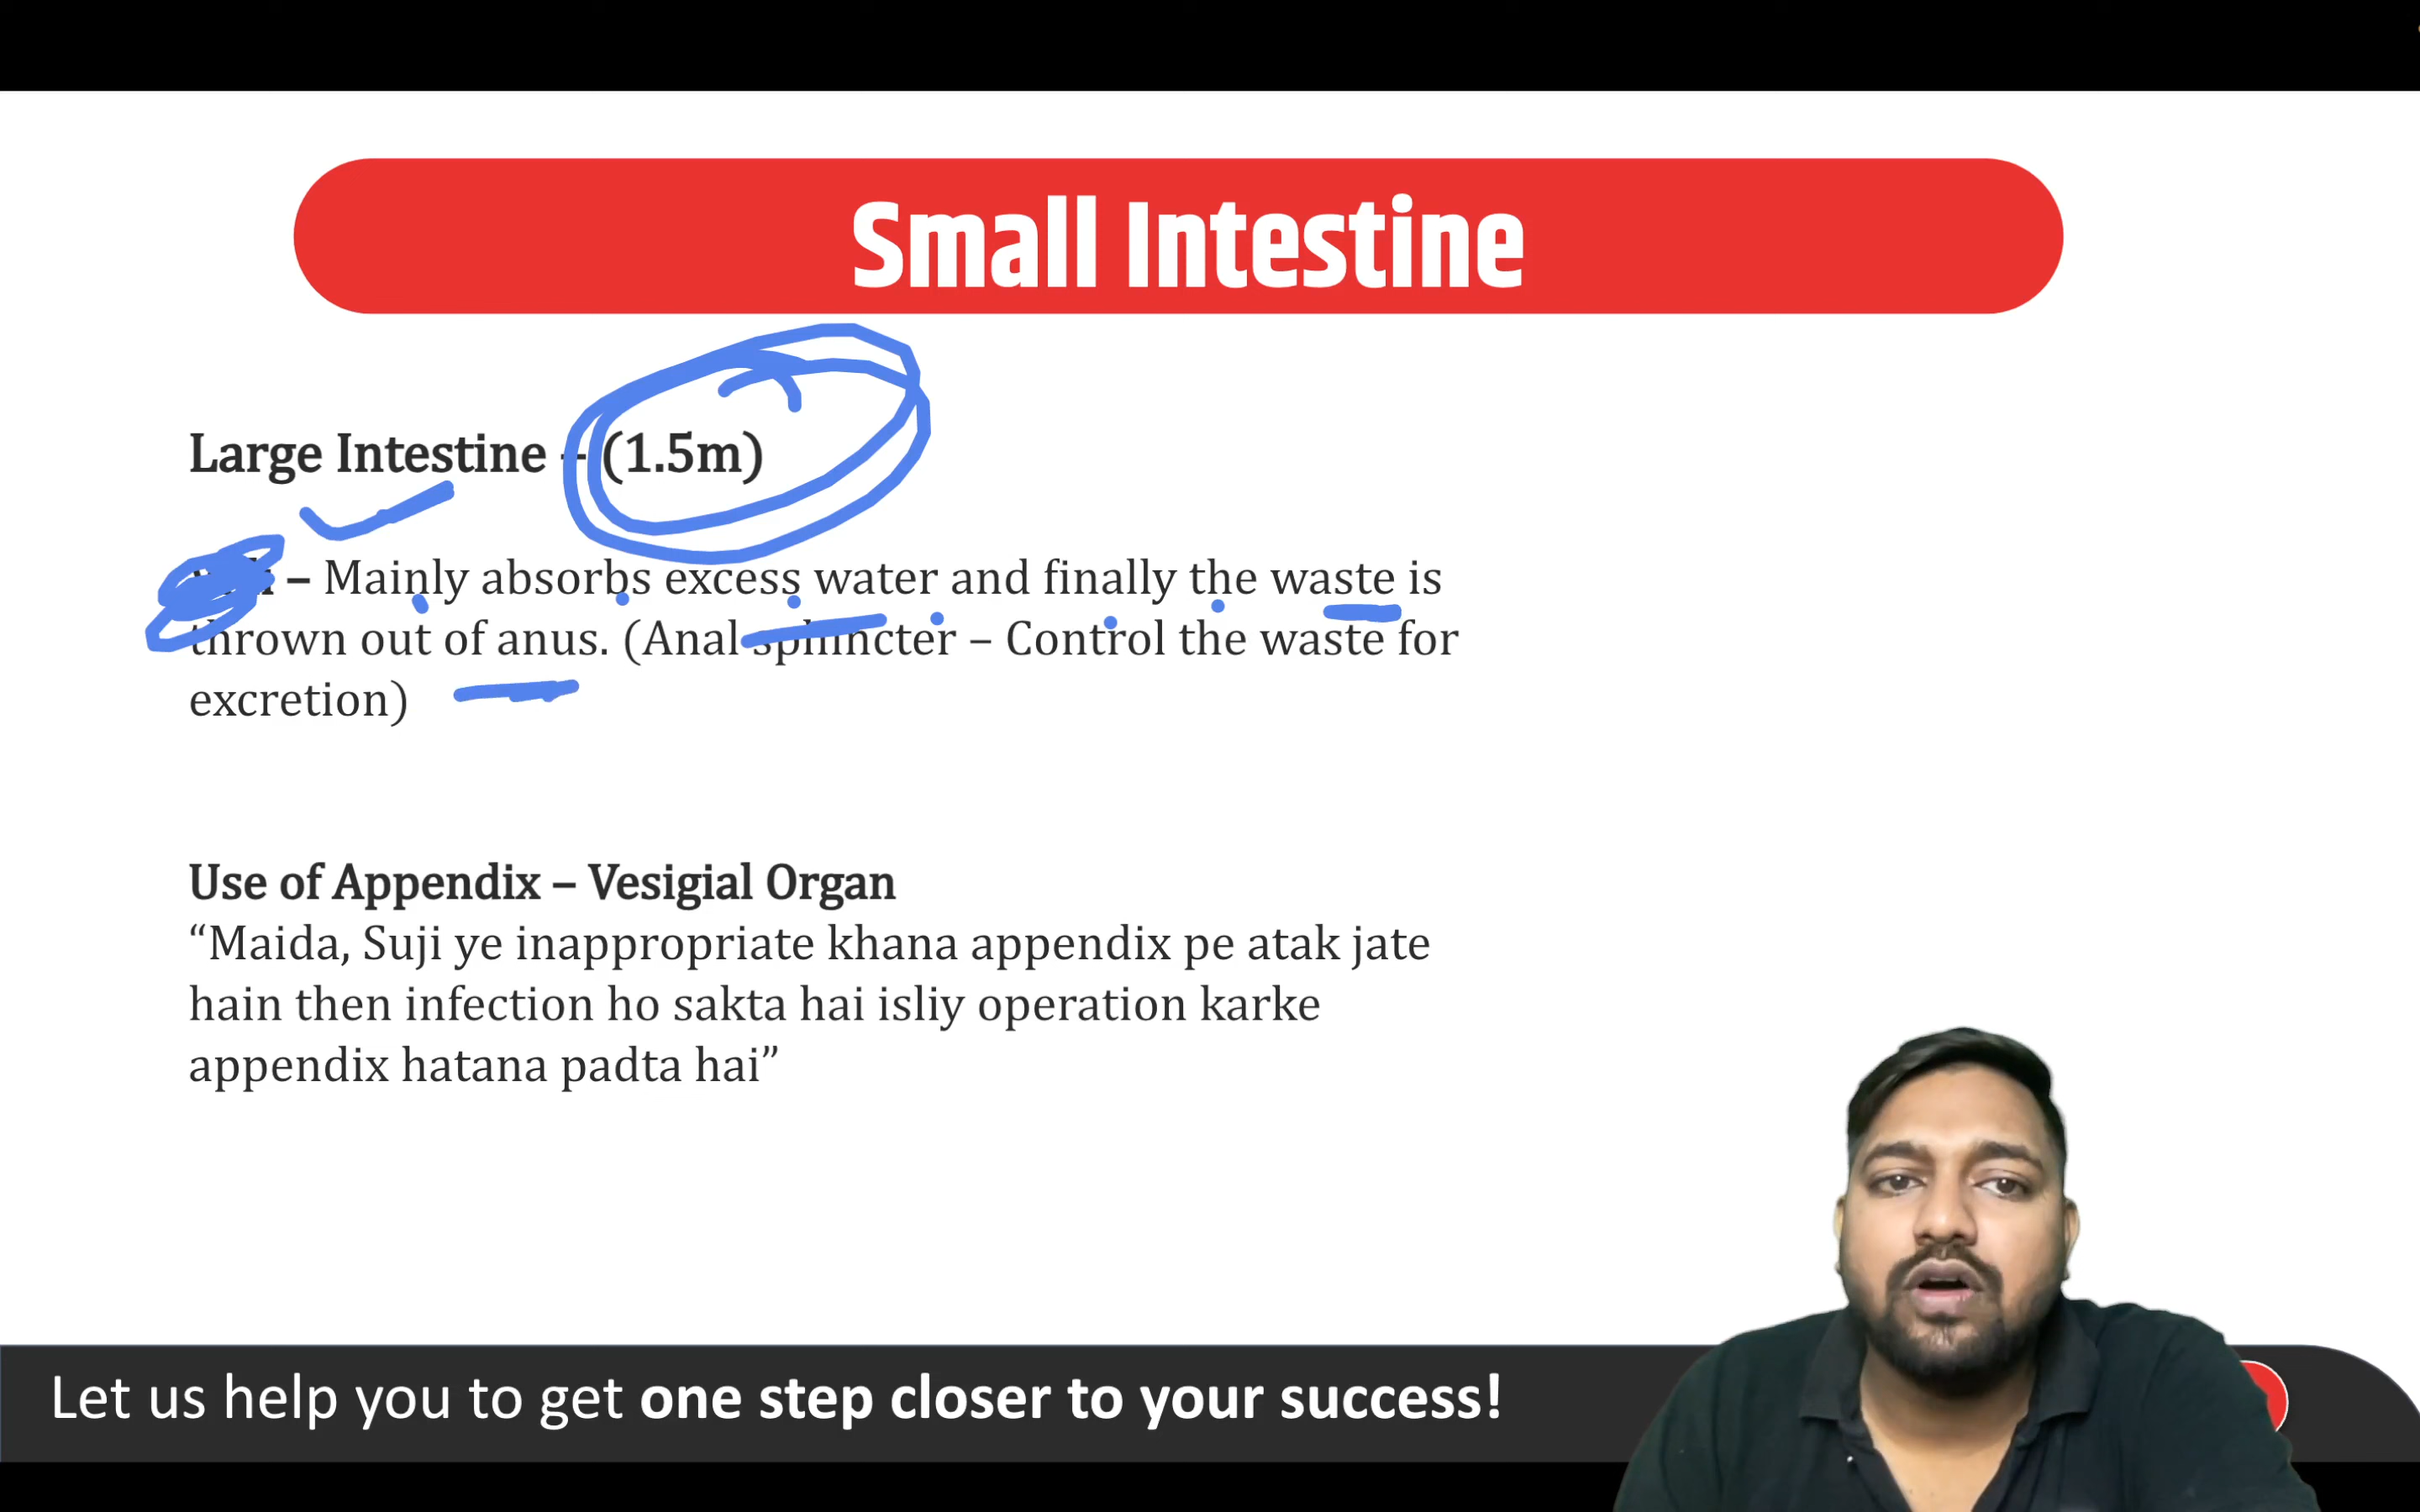 Small Intestine
Large Intestine – (1.5m)
– Mainly absorbs excess water and finally the waste is
thrown out of anus. (Anal sphincter – Control the waste for
excretion)
Use of Appendix – Vesigial Organ
“Maida, Suji ye inappropriate khana appendix pe atak jate
hain then infection ho sakta hai isliy operation karke
appendix hatana padta hai”
Let us help you to get one step closer to your success!